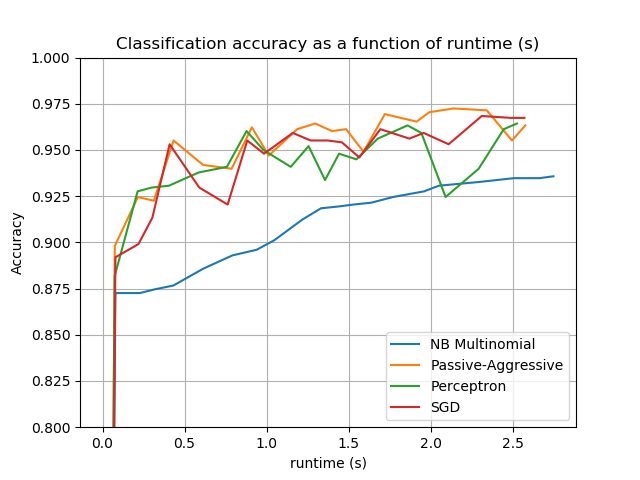 Classification accuracy as a function of runtime (s)
1.000
0.975
0.950
0.925
0.900
0.875
0.850
0.825
0.800
Accuracy
NB Multinomial
Passive-Aggressive
Perceptron
SGD
0.0 0.5 1.0 1.5 2.0 2.5
runtime (s)